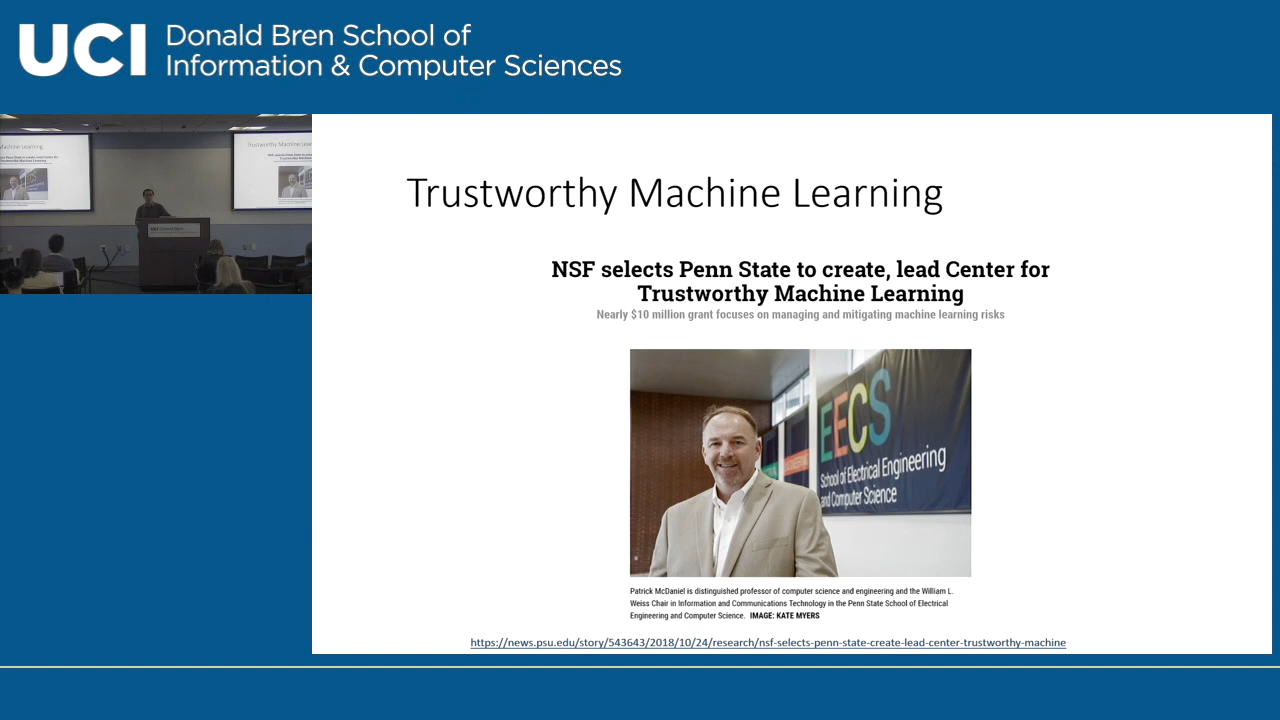 UCI
Donald Bren School of
Information & Computer Sciences
Trustworthy Machine Learning
NSF selects Penn State to create, lead Center for
Trustworthy Machine Learning
Nearly $10 million grant focuses on managing and mitigating machine learning risks
EECS
School of Electrical Engineering
and Computer Science
Patrick McDaniel is distinguished professor of computer science and engineering and the William L.
Weiss Chair in Information and Communications Technology in the Penn State School of Electrical
Engineering and Computer Science. IMAGE: KATE MYERS
https://news.psu.edu/story/543643/2018/10/24/research/nsf-selects-penn-state-create-lead-center-trustworthy-machine